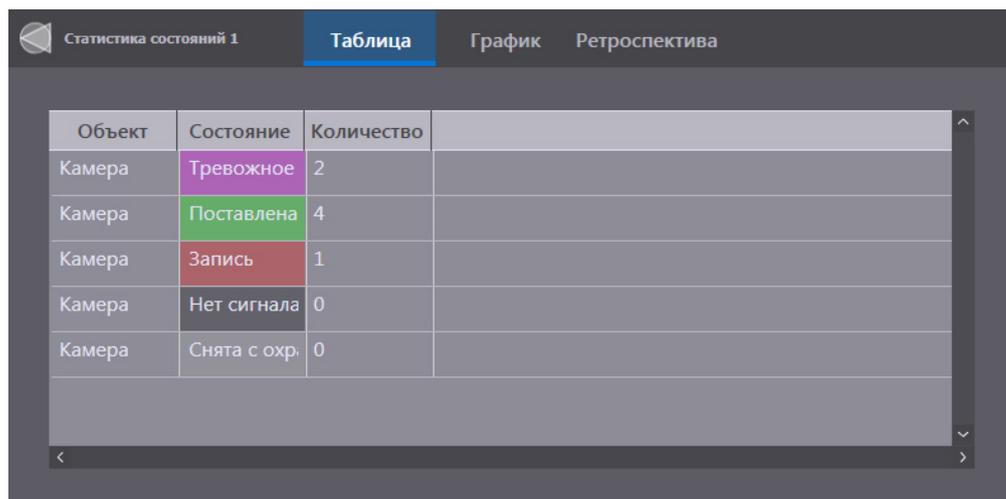 Статистика состояний 1 Таблица График Ретроспектива
Объект Состояние Количество
Камера Тревожное 2
Камера Поставлена 4
Камера Запись 1
Камера Нет сигнала 0
Камера Снята с 0